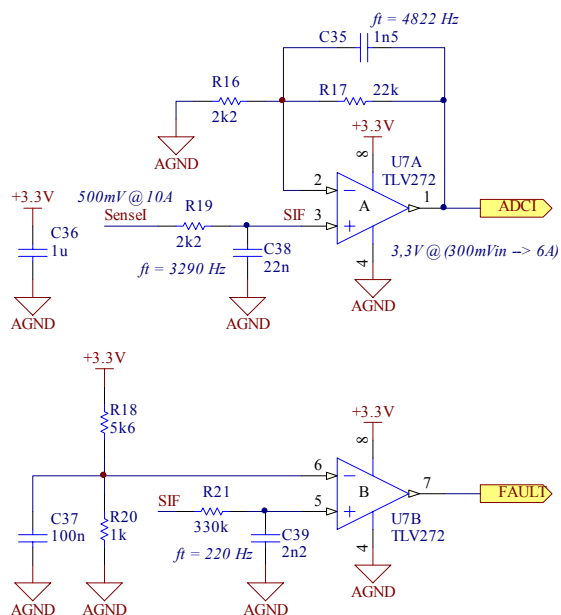 ft = 4822 Hz
C35
1n5
R16
R17
22k
2k2
+3.3V
AGND
8
U7A
TLV272
2
+3.3V
500mV @ 10A
A
1
ADCI
SenseI
R19
SIF
3
C36
1u
2k2
C38
22n
4
3,3V @ (300mVin --> 6A)
ft = 3290 Hz
AGND
AGND
AGND
+3.3V
R18
5k6
+3.3V
8
6
SIF
R21
B
7
FAULT
C37
100n
R20
1k
330k
5
C39
2n2
U7B
TLV272
ft = 220 Hz
4
AGND
AGND
AGND
AGND